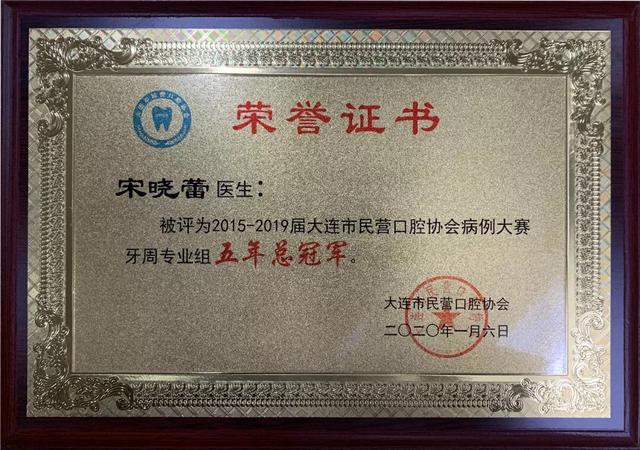 荣誉证书
宋晓蕾 医生：
被评为2015-2019届大连市民营口腔协会病例大赛
牙周专业组五年总冠军。
大连市民营口腔协会
二〇二〇年一月六日